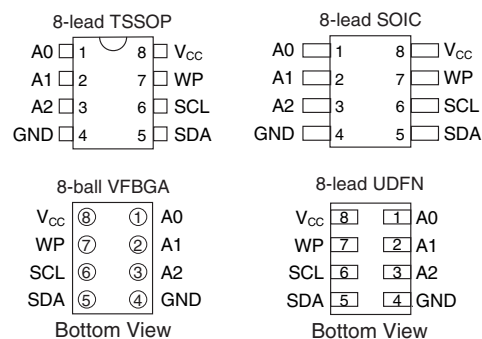 8-lead TSSOP
A0 1 8 VCC
A1 2 7 WP
A2 3 6 SCL
GND 4 5 SDA
8-lead SOIC
A0 1 8 VCC
A1 2 7 WP
A2 3 6 SCL
GND 4 5 SDA
8-ball VFBGA
VCC 8 1 A0
WP 7 2 A1
SCL 6 3 A2
SDA 5 4 GND
Bottom View
8-lead UDFN
VCC 8 1 A0
WP 7 2 A1
SCL 6 3 A2
SDA 5 4 GND
Bottom View